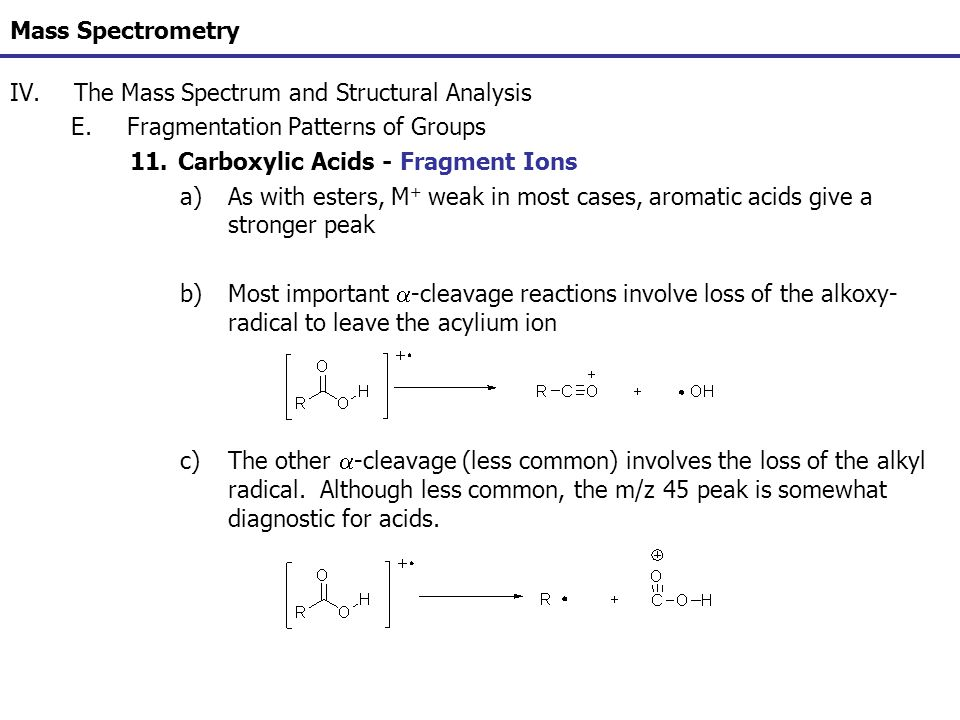 Mass Spectrometry
IV. The Mass Spectrum and Structural Analysis
E. Fragmentation Patterns of Groups
11. Carboxylic Acids - Fragment Ions
a) As with esters, M+ weak in most cases, aromatic acids give a
stronger peak
b) Most important α-cleavage reactions involve loss of the alkoxy-
radical to leave the acylium ion
+•
O
R O H
+
R–C≡O + •OH
c) The other α-cleavage (less common) involves the loss of the alkyl
radical. Although less common, the m/z 45 peak is somewhat
diagnostic for acids.
+•
O
R O H
R • +
⊕
O
C–O–H